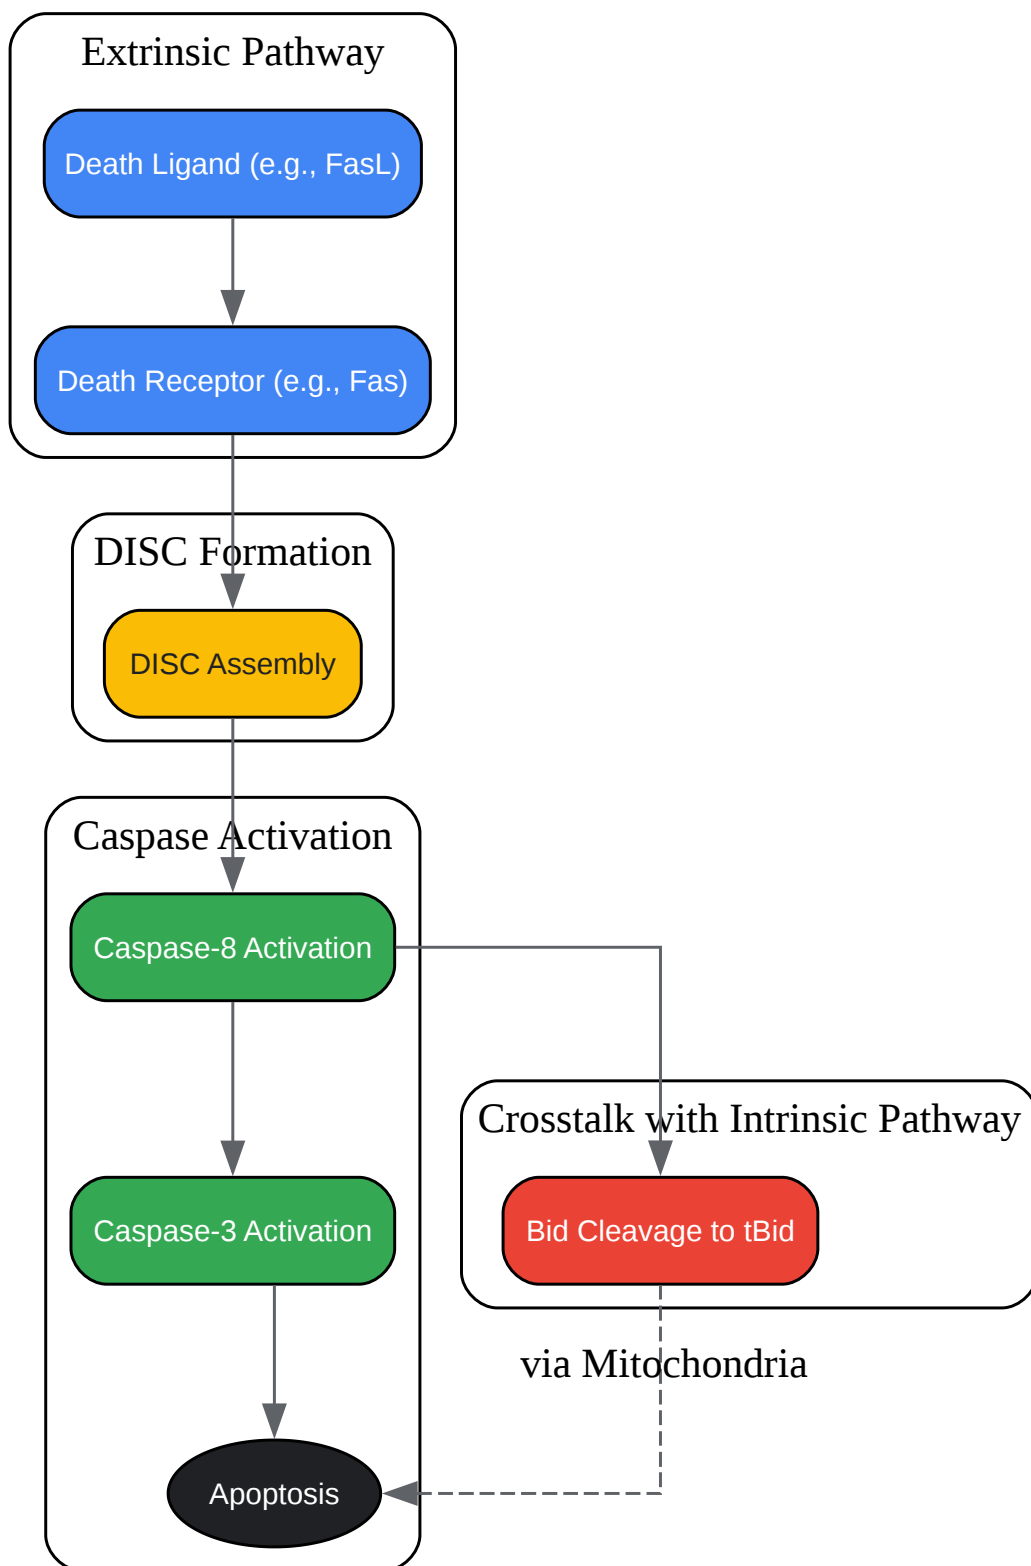 Extrinsic Pathway
Death Ligand (e.g., FasL)
Death Receptor (e.g., Fas)
DISC Formation
DISC Assembly
Caspase Activation
Caspase-8 Activation
Crosstalk with Intrinsic Pathway
Caspase-3 Activation
Bid Cleavage to tBid
via Mitochondria
Apoptosis